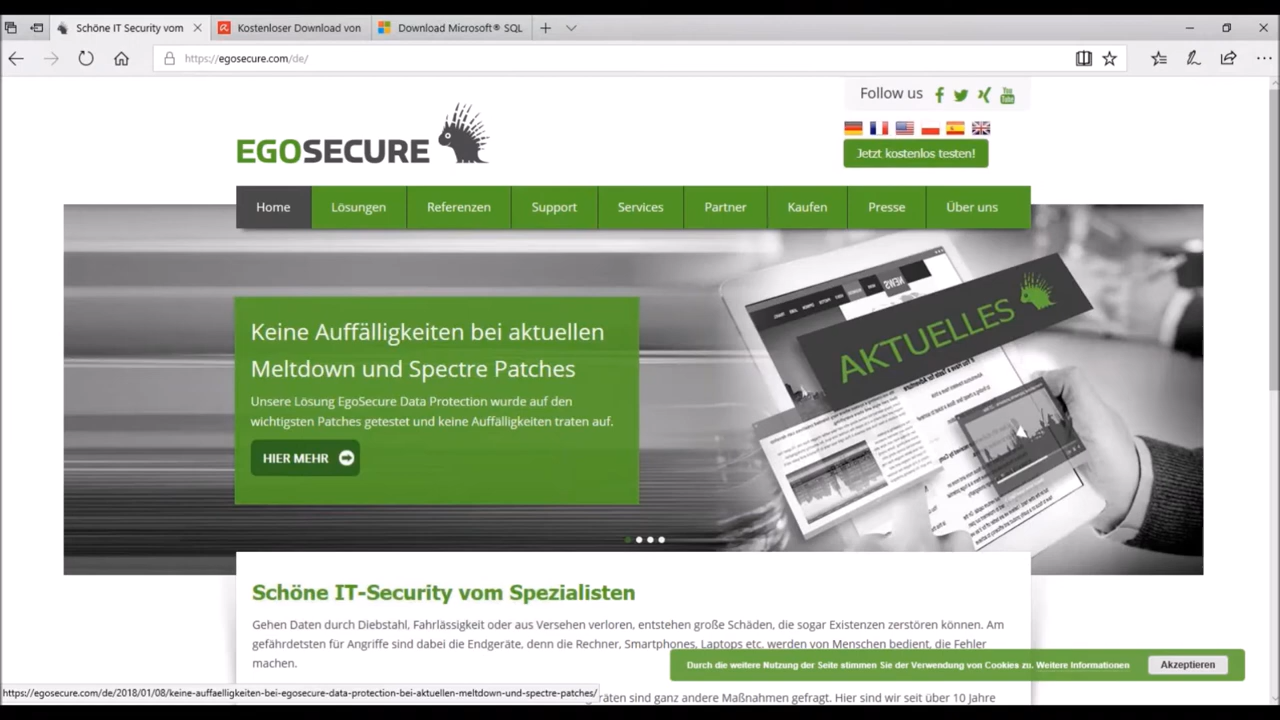 Schöne IT Security vom
Kostenloser Download von
Download Microsoft® SQL
https://egosecure.com/de/
Follow us
You
Tube
EGOSECURE
Jetzt kostenlos testen!
Home
Lösungen
Referenzen
Support
Services
Partner
Kaufen
Presse
Über uns
Keine Auffälligkeiten bei aktuellen
Meltdown und Spectre Patches
Unsere Lösung EgoSecure Data Protection wurde auf den
wichtigsten Patches getestet und keine Auffälligkeiten traten auf.
HIER MEHR
NEWS
AKTUELLES
Schöne IT-Security vom Spezialisten
Gehen Daten durch Diebstahl, Fahrlässigkeit oder aus Versehen verloren, entstehen große Schäden, die sogar Existenzen zerstören können. Am
gefährdetsten für Angriffe sind dabei die Endgeräte, denn die Rechner, Smartphones, Laptops etc. werden von Menschen bedient, die Fehler
machen.
Durch die weitere Nutzung der Seite stimmen Sie der Verwendung von Cookies zu. Weitere Informationen
Akzeptieren
https://egosecure.com/de/2018/01/08/keine-auffaelligkeiten-bei-egosecure-data-protection-bei-aktuellen-meltdown-und-spectre-patches/
räten sind ganz andere Maßnahmen gefragt. Hier sind wir seit über 10 Jahre